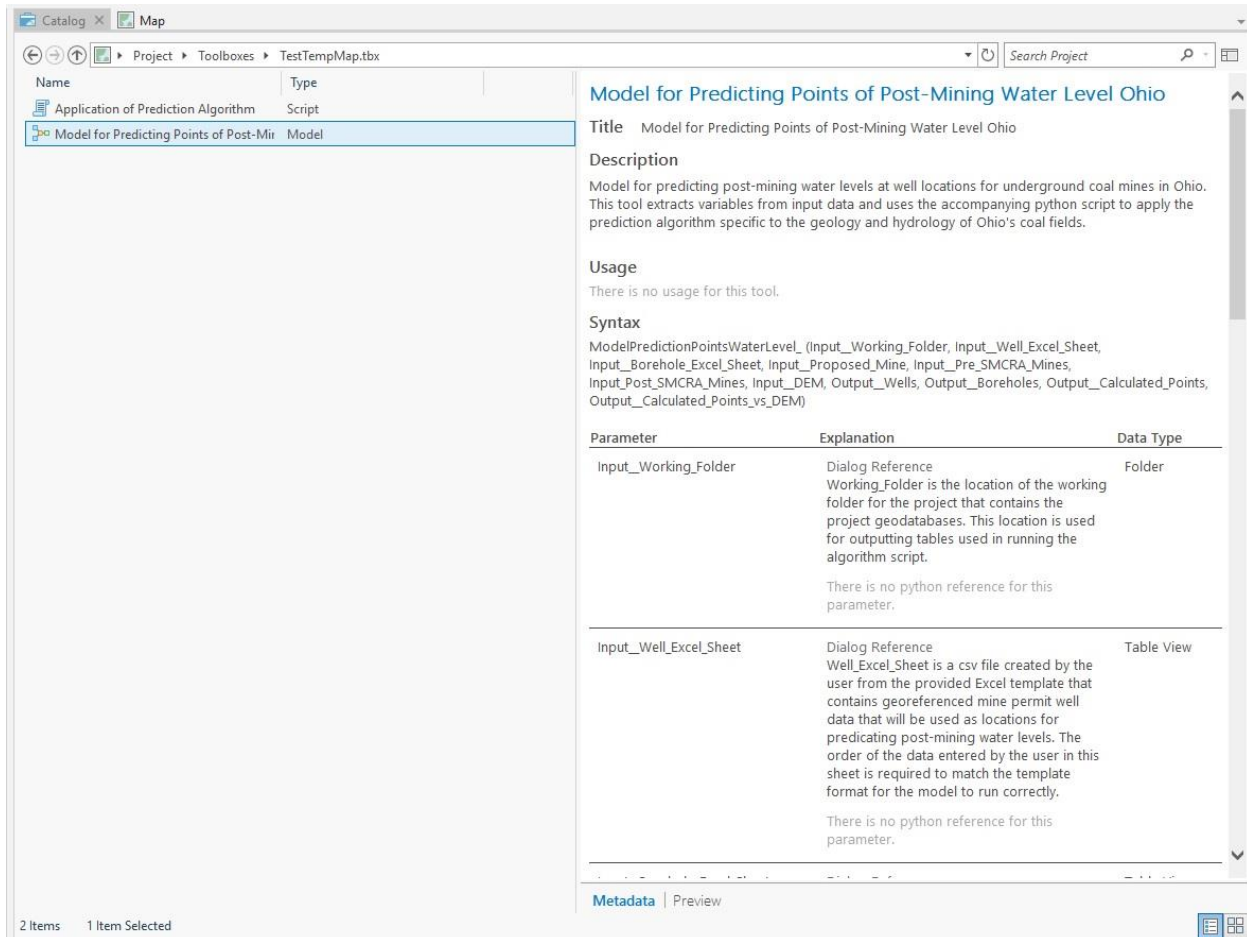 Catalog
Map
Project Toolboxes TestTempMap.tbx
Search Project
Name Type
Application of Prediction Algorithm Script
Model for Predicting Points of Post-Mir Model
Model for Predicting Points of Post-Mining Water Level Ohio
Title Model for Predicting Points of Post-Mining Water Level Ohio
Description
Model for predicting post-mining water levels at well locations for underground coal mines in Ohio.
This tool extracts variables from input data and uses the accompanying python script to apply the
prediction algorithm specific to the geology and hydrology of Ohio's coal fields.
Usage
There is no usage for this tool.
Syntax
ModelPredictionPointsWaterLevel_ (Input__Working_Folder, Input__Well_Excel_Sheet,
Input__Borehole_Excel_Sheet, Input__Proposed_Mine, Input__Pre_SMCRA_Mines,
Input_Post_SMCRA_Mines, Input__DEM, Output__Wells, Output__Boreholes, Output__Calculated_Points,
Output__Calculated_Points_vs_DEM)
Parameter Explanation Data Type
Input__Working_Folder Dialog Reference Folder
Working_Folder is the location of the working
folder for the project that contains the
project geodatabases. This location is used
for outputting tables used in running the
algorithm script.
There is no python reference for this
parameter.
Input__Well_Excel_Sheet Dialog Reference Table View
Well_Excel_Sheet is a csv file created by the
user from the provided Excel template that
contains georeferenced mine permit well
data that will be used as locations for
predicating post-mining water levels. The
order of the data entered by the user in this
sheet is required to match the template
format for the model to run correctly.
There is no python reference for this
parameter.
Metadata Preview
2 Items 1 Item Selected